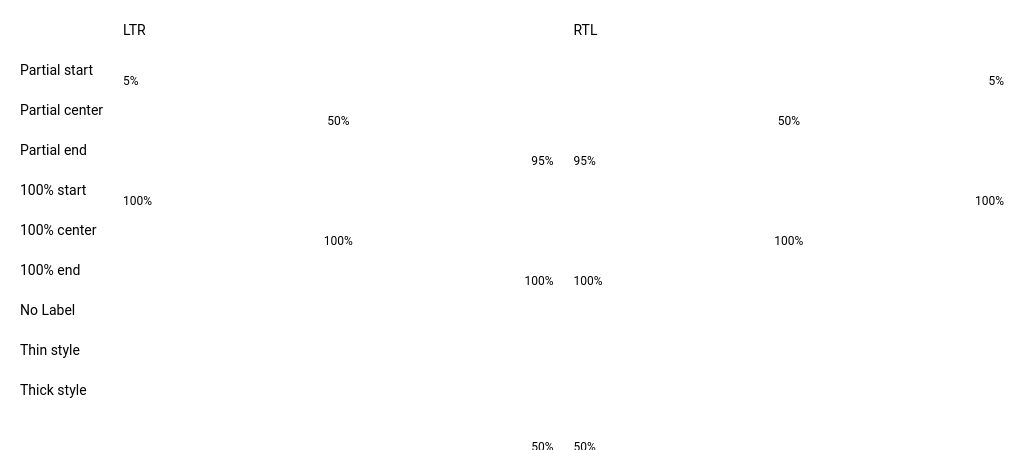 LTR RTL
Partial start
5% 5%
Partial center
50% 50%
Partial end
95% 95%
100% start
100% 100%
100% center
100% 100%
100% end
100% 100%
No Label
Thin style
Thick style
50% 50%